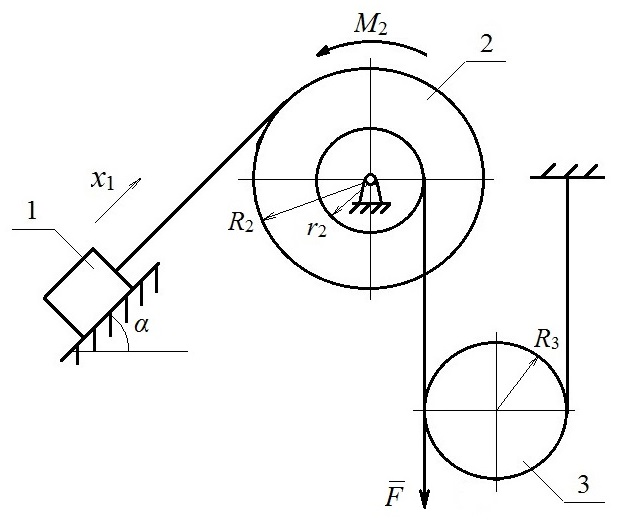 M₂
2
x₁
1
R₂
r₂
α
R₃
F̅
3